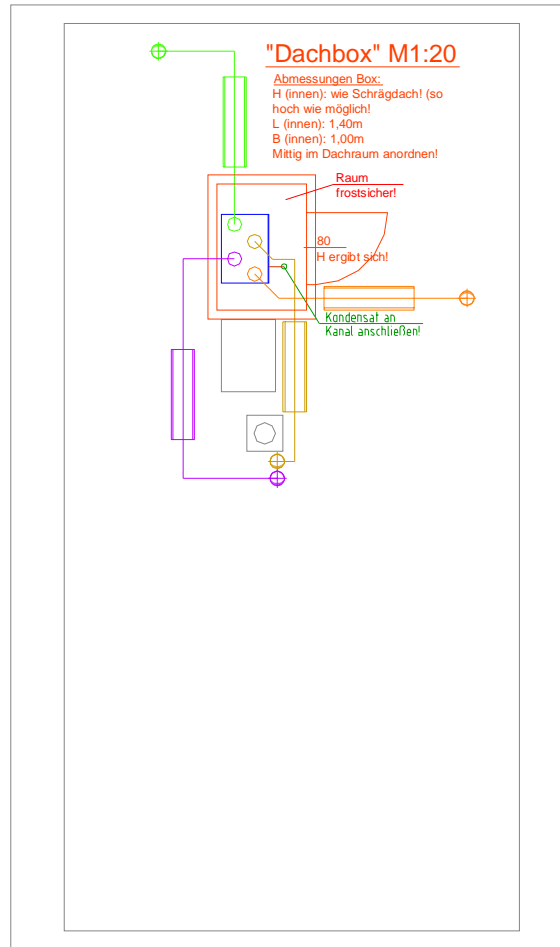 "Dachbox" M1:20
Abmessungen Box:
H (innen): wie Schrägdach! (so
hoch wie möglich!
L (innen): 1,40m
B (innen): 1,00m
Mittig im Dachraum anordnen!
Raum
frostsicher!
80
H ergibt sich!
Kondensat an
Kanal anschließen!